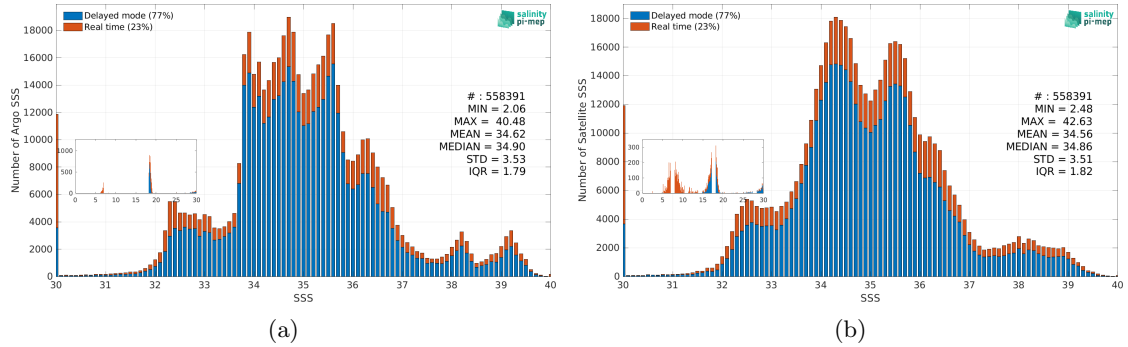 Delayed mode (77%)
Real time (23%)
salinity
pi-mep
Number of Argo SSS
18000
16000
14000
12000
10000
8000
6000
4000
2000
0
# : 558391
MIN = 2.06
MAX = 40.48
MEAN = 34.62
MEDIAN = 34.90
STD = 3.53
IQR = 1.79
1000
500
0
0 5 10 15 20 25 30
30 31 32 33 34 35 36 37 38 39 40
SSS
(a)
Delayed mode (77%)
Real time (23%)
salinity
pi-mep
Number of Satellite SSS
18000
16000
14000
12000
10000
8000
6000
4000
2000
0
# : 558391
MIN = 2.48
MAX = 42.63
MEAN = 34.56
MEDIAN = 34.86
STD = 3.51
IQR = 1.82
300
200
100
0
0 5 10 15 20 25 30
30 31 32 33 34 35 36 37 38 39 40
SSS
(b)